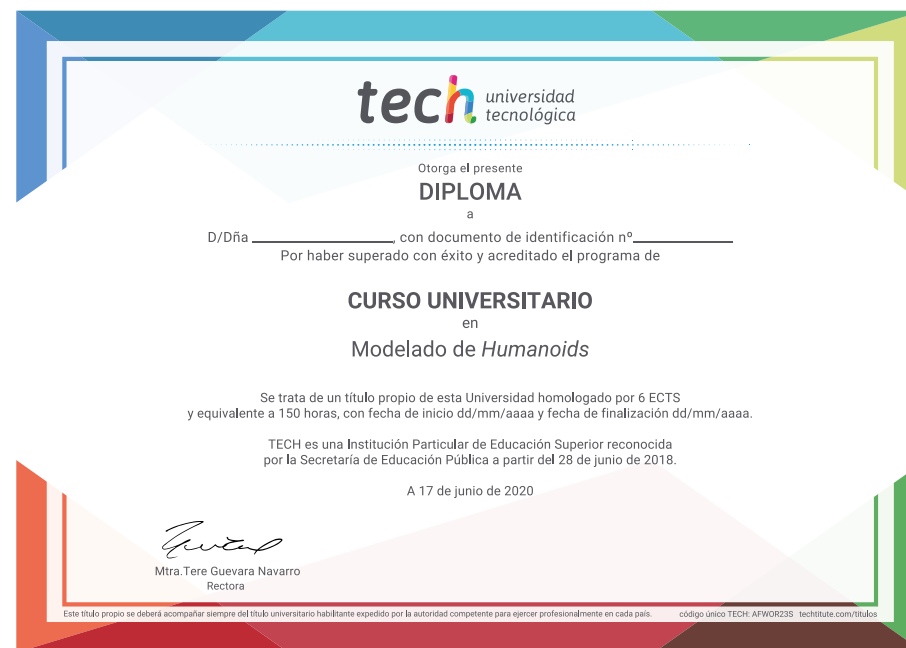 tech universidad
tecnológica
Otorga el presente
DIPLOMA
a
D/Dña ____________________, con documento de identificación nº______________
Por haber superado con éxito y acreditado el programa de
CURSO UNIVERSITARIO
en
Modelado de Humanoids
Se trata de un título propio de esta Universidad homologado por 6 ECTS
y equivalente a 150 horas, con fecha de inicio dd/mm/aaaa y fecha de finalización dd/mm/aaaa.
TECH es una Institución Particular de Educación Superior reconocida
por la Secretaría de Educación Pública a partir del 28 de junio de 2018.
A 17 de junio de 2020
Mtra.Tere Guevara Navarro
Rectora
Este título propio se deberá acompañar siempre del título universitario habilitante expedido por la autoridad competente para ejercer profesionalmente en cada país. código único TECH: AFWOR23S techtitute.com/titulos